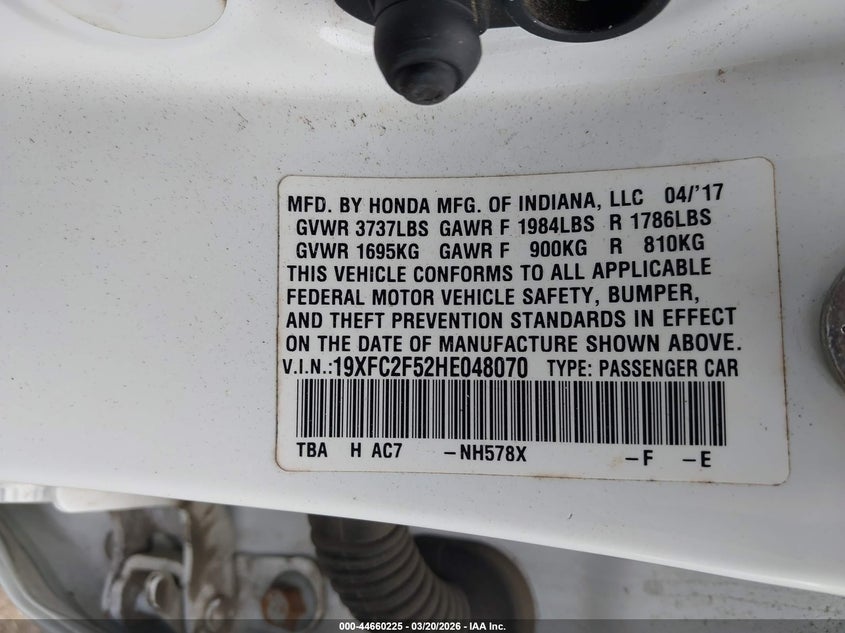 MFD. BY HONDA MFG. OF INDIANA, LLC 04/'17
GVWR 3737LBS GAWR F 1984LBS R 1786LBS
GVWR 1695KG GAWR F 900KG R 810KG
THIS VEHICLE CONFORMS TO ALL APPLICABLE
FEDERAL MOTOR VEHICLE SAFETY, BUMPER,
AND THEFT PREVENTION STANDARDS IN EFFECT
ON THE DATE OF MANUFACTURE SHOWN ABOVE.
V.I.N.:19XFC2F52HE048070 TYPE: PASSENGER CAR
TBA H AC7 -NH578X -F -E
000-44660225 - 03/20/2026 - IAA Inc.